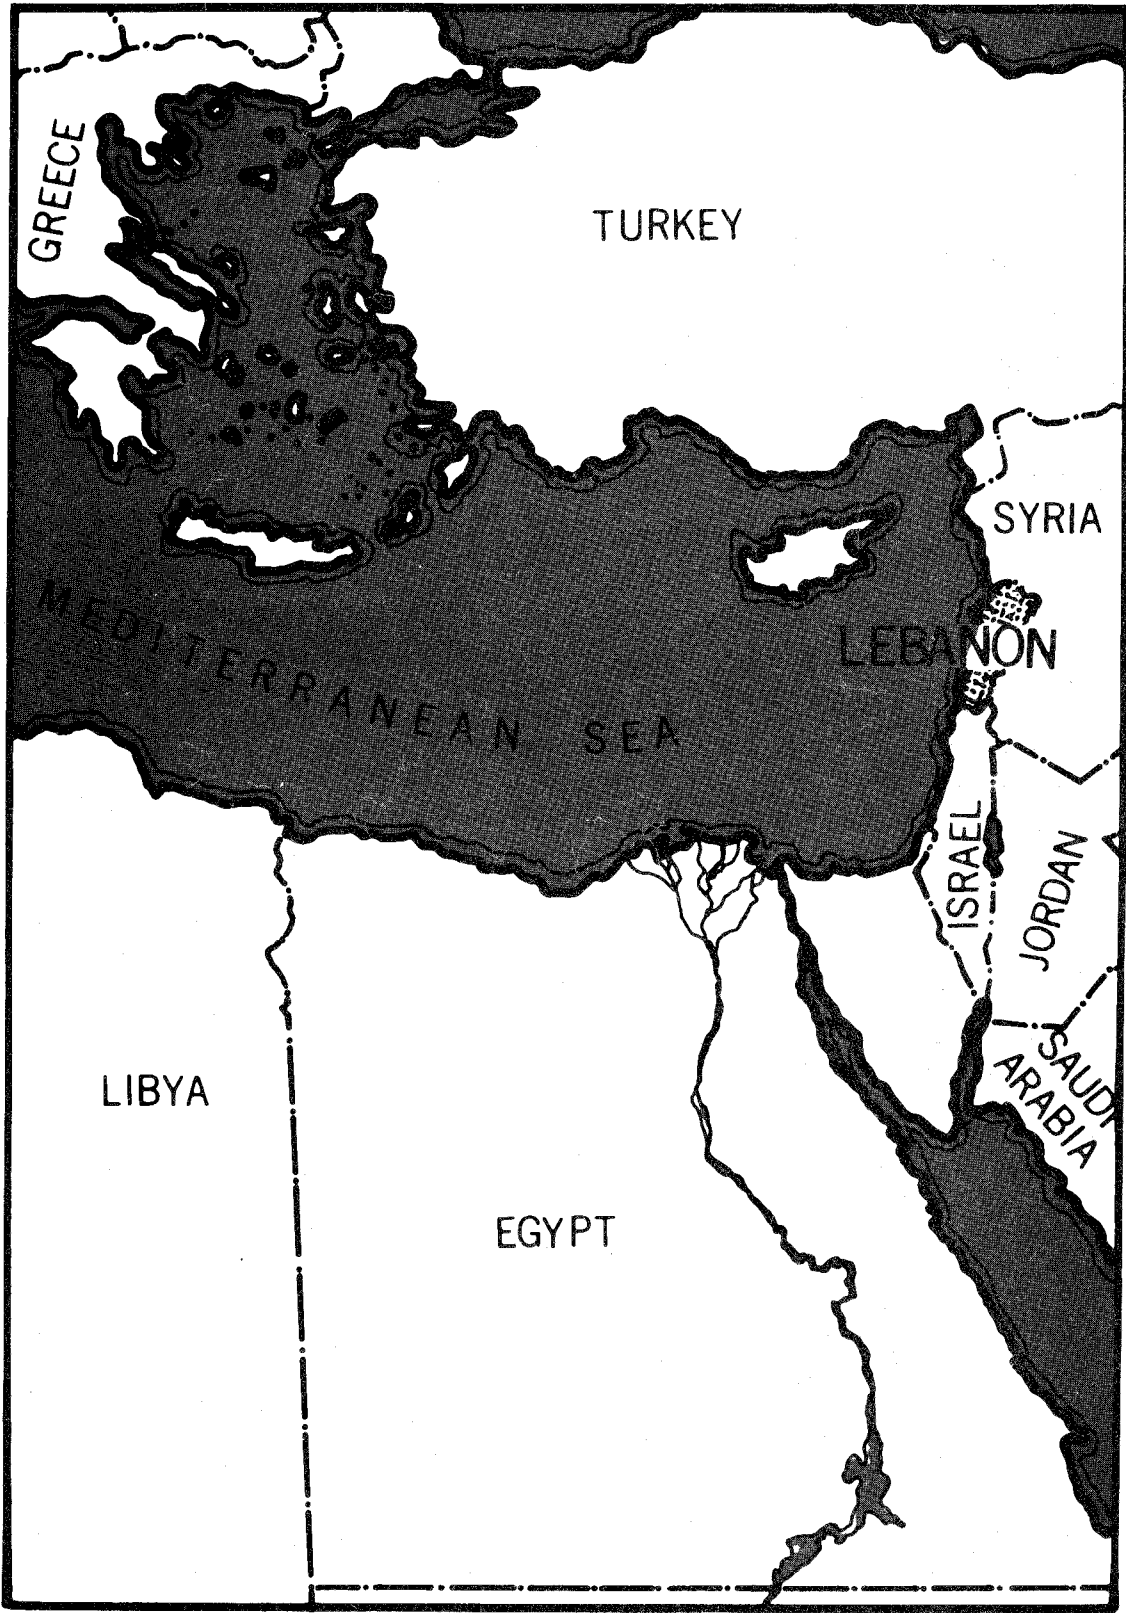 GREECE
TURKEY
SYRIA
LEBANON
MEDITERRANEAN SEA
ISRAEL
JORDAN
SAUDI
ARABIA
LIBYA
EGYPT